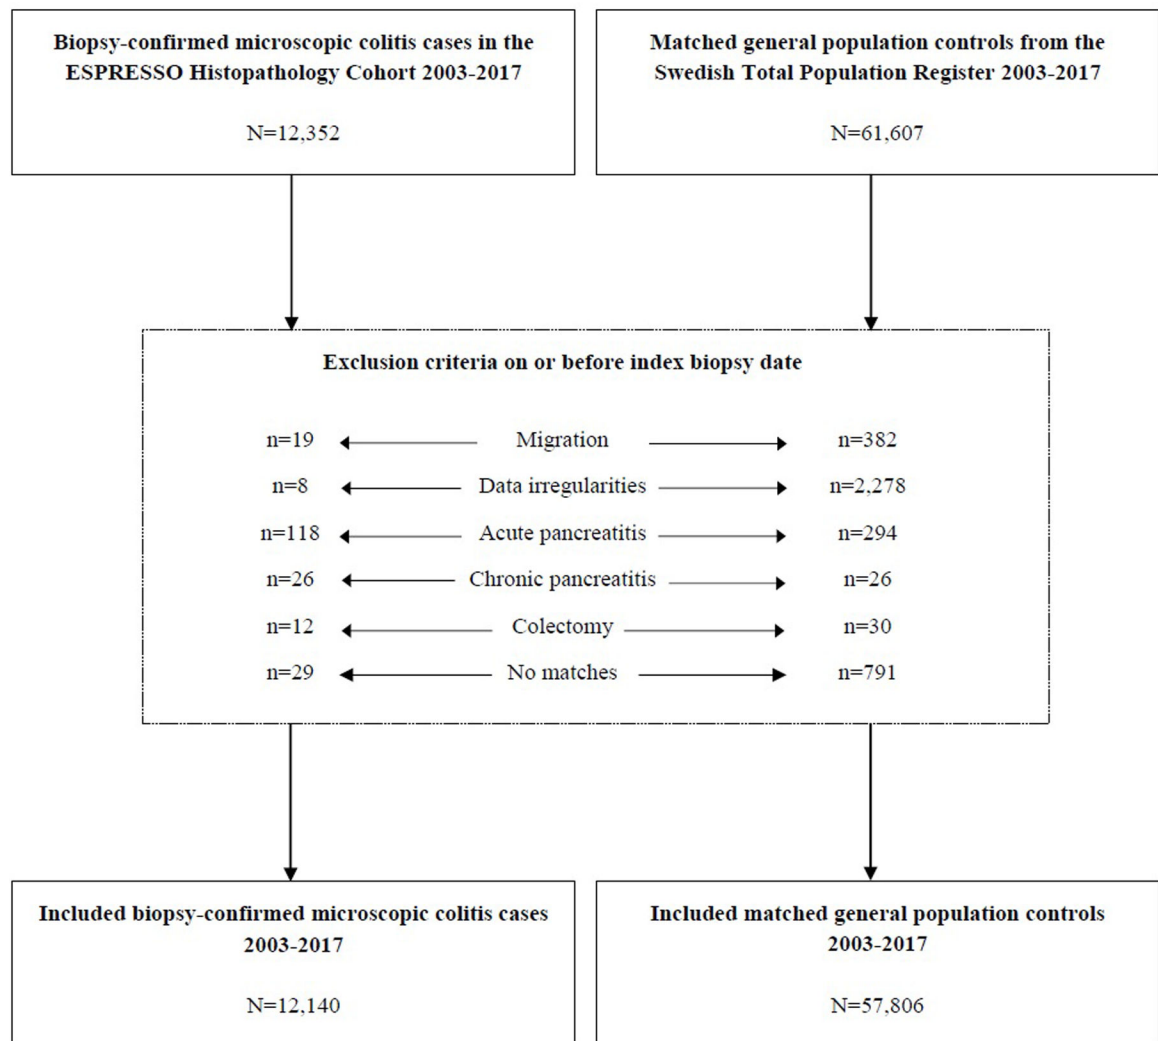 Biopsy-confirmed microscopic colitis cases in the
ESPRESSO Histopathology Cohort 2003-2017
N=12,352
Matched general population controls from the
Swedish Total Population Register 2003-2017
N=61,607
Exclusion criteria on or before index biopsy date
n=19 Migration n=382
n=8 Data irregularities n=2,278
n=118 Acute pancreatitis n=294
n=26 Chronic pancreatitis n=26
n=12 Colectomy n=30
n=29 No matches n=791
Included biopsy-confirmed microscopic colitis cases
2003-2017
N=12,140
Included matched general population controls
2003-2017
N=57,806